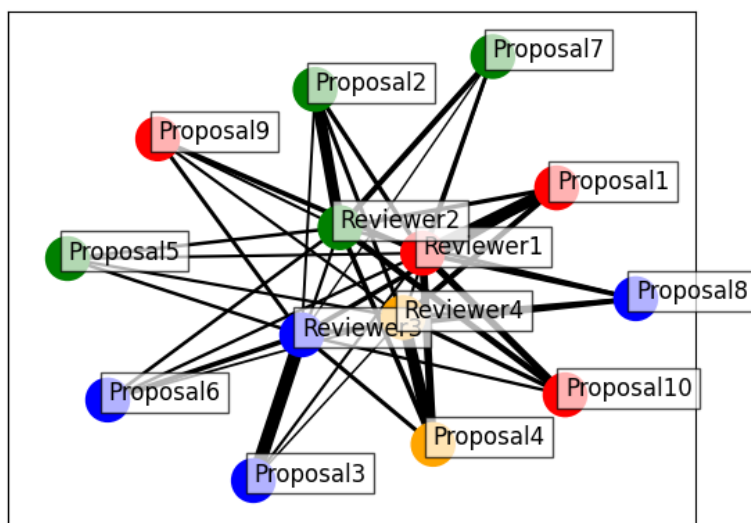 Proposal7
Proposal2
Proposal9
Proposal1
Reviewer2
Reviewer1
Proposal5
Proposal8
Reviewer4
Reviewer3
Proposal10
Proposal6
Proposal4
Proposal3